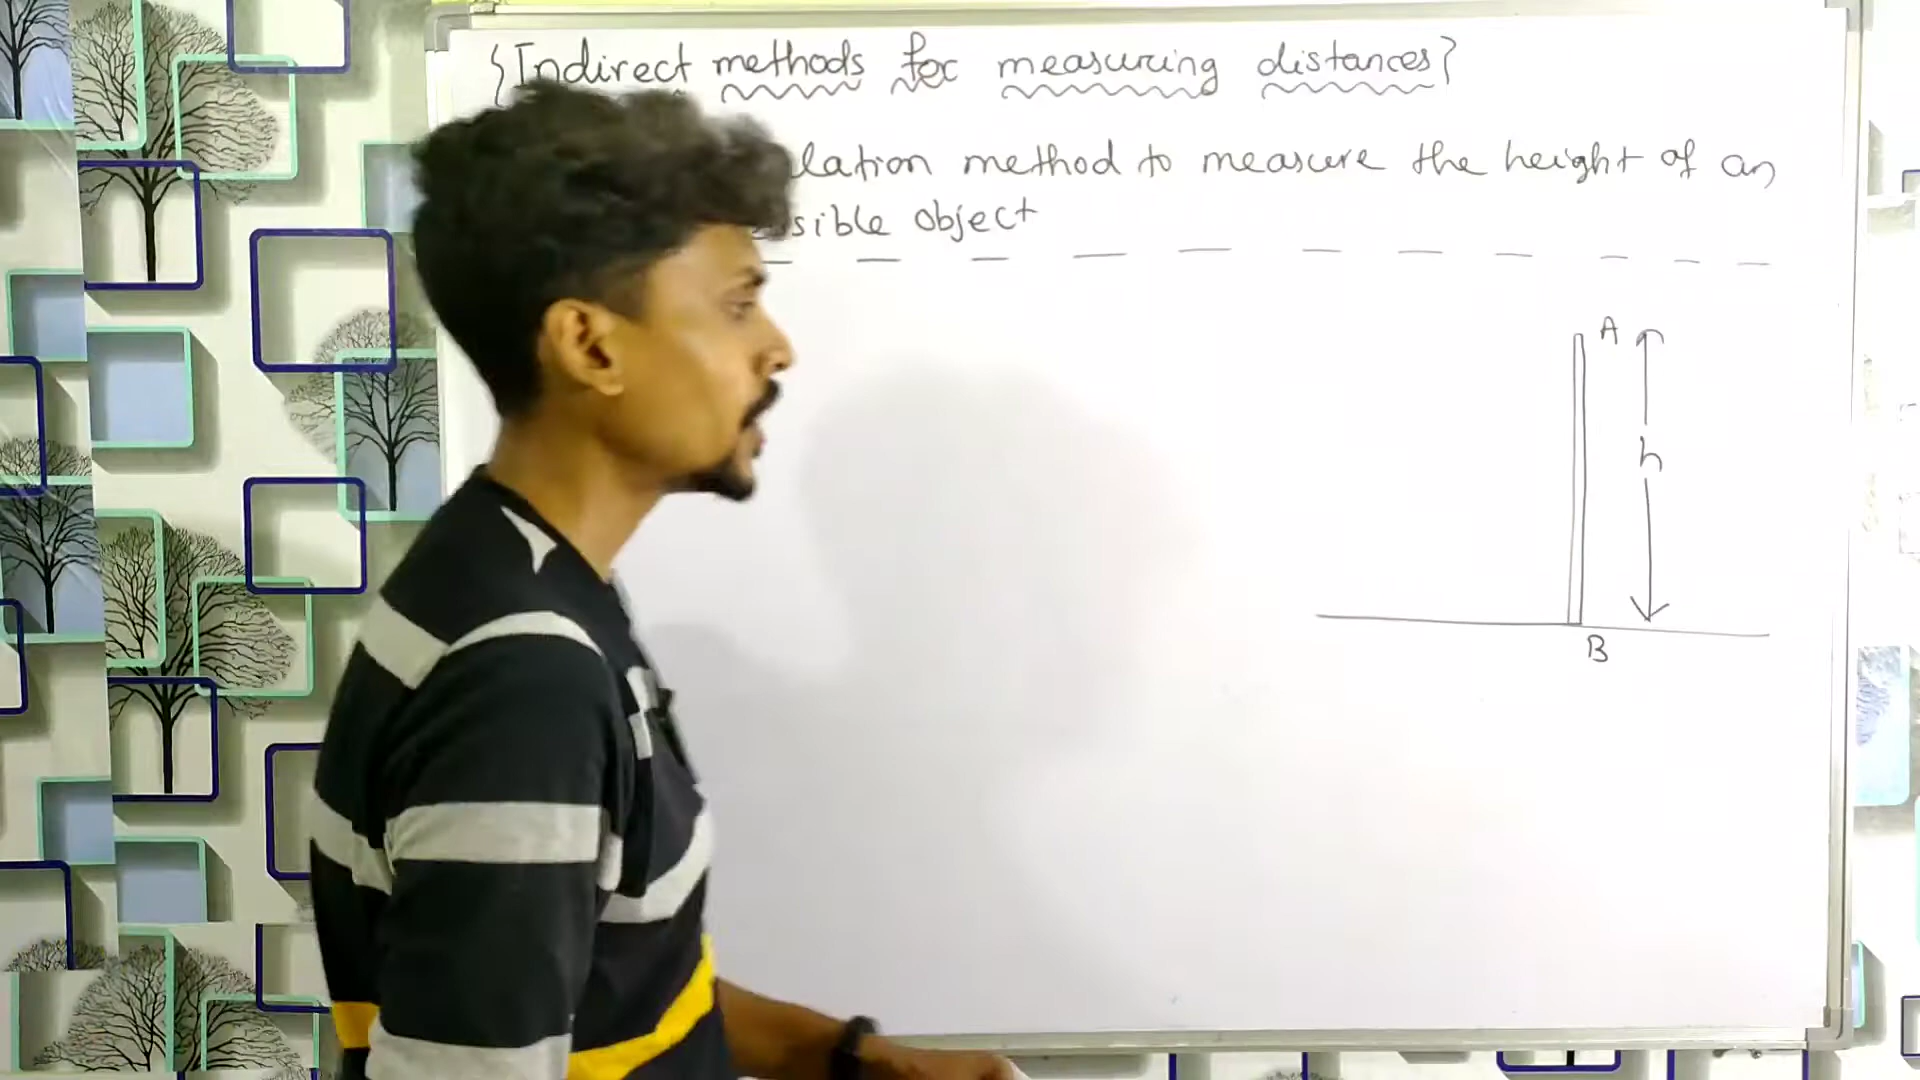 {Indirect methods for measuring distances}
lation method to measure the height of an
sible object
A
h
B